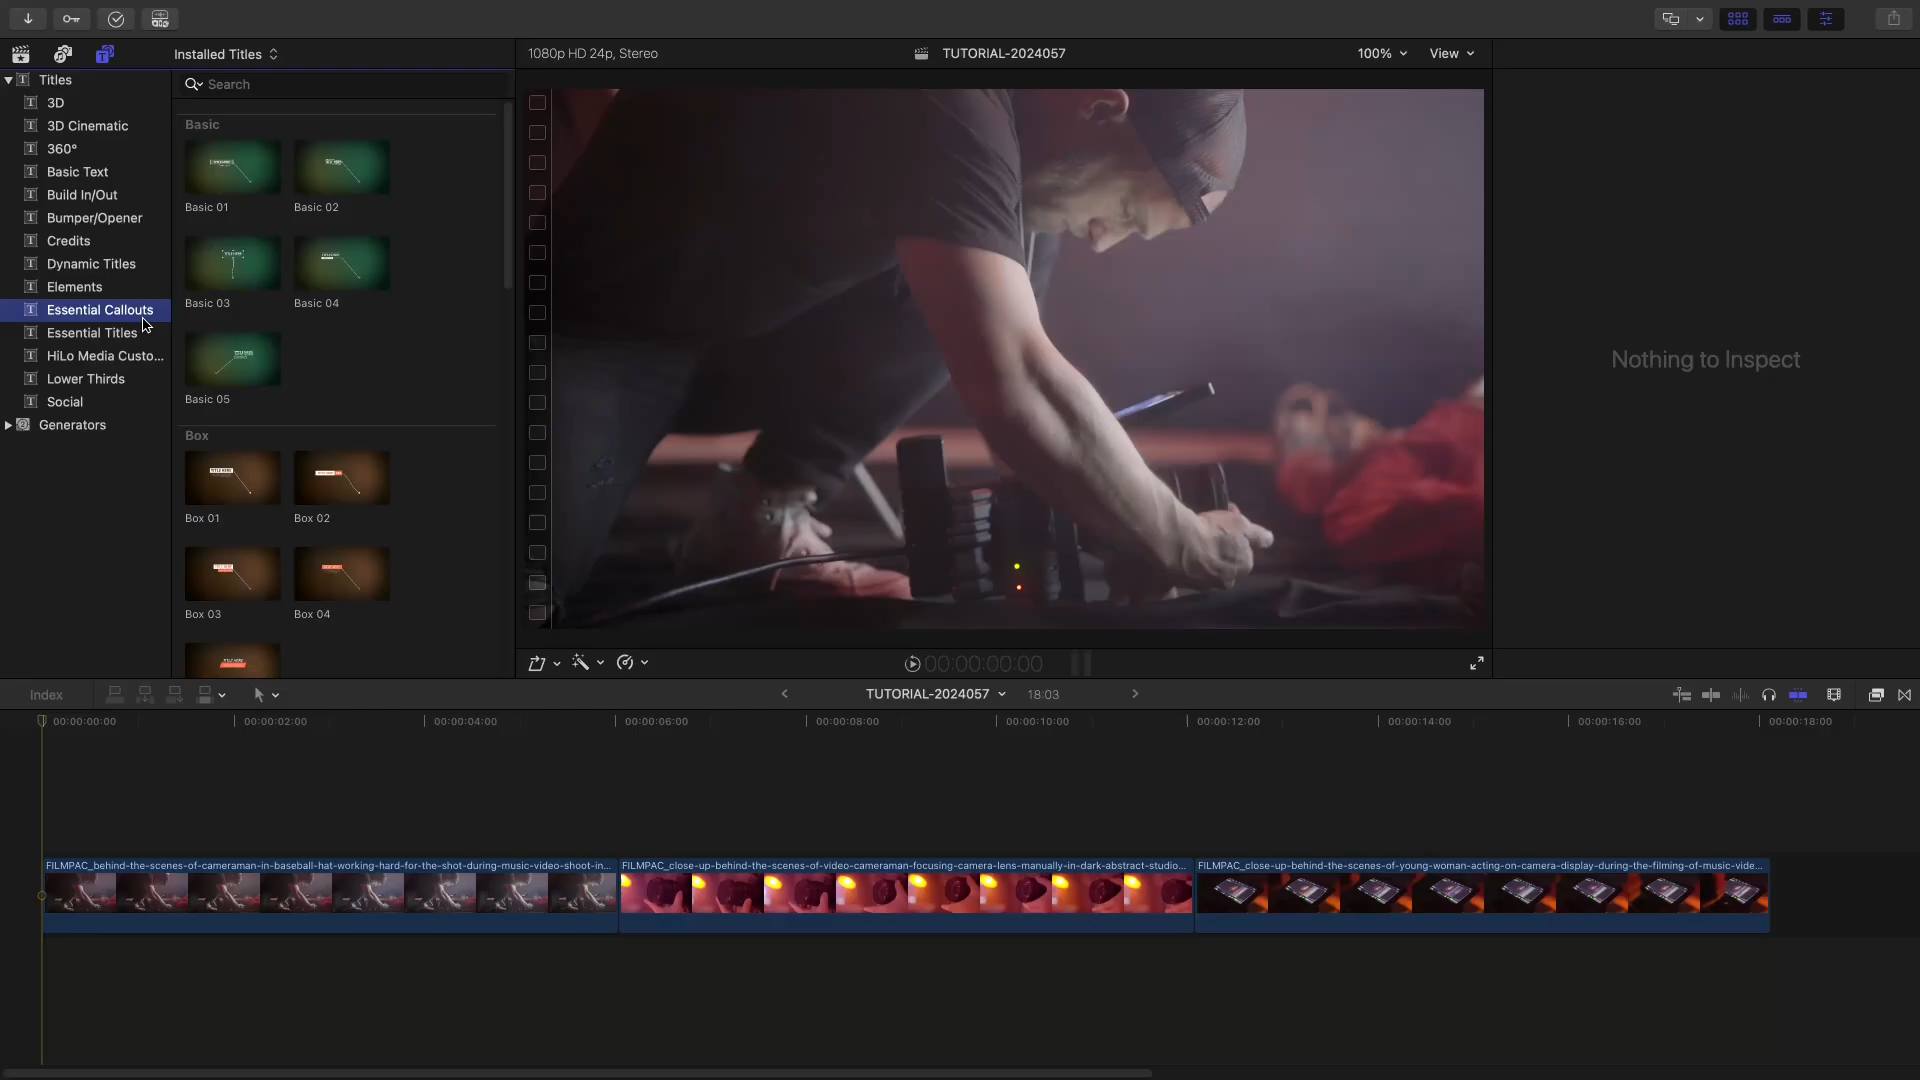 Installed Titles
1080p HD 24p, Stereo
TUTORIAL-2024057
100%
View
Titles
3D
3D Cinematic
360°
Basic Text
Build In/Out
Bumper/Opener
Credits
Dynamic Titles
Elements
Essential Callouts
Essential Titles
HiLo Media Custo...
Lower Thirds
Social
Generators
Search
Basic
Basic 01
Basic 02
Basic 03
Basic 04
Basic 05
Box
Box 01
Box 02
Box 03
Box 04
Nothing to Inspect
00:00:00:00
Index
TUTORIAL-2024057
18:03
00:00:00:00
00:00:02:00
00:00:04:00
00:00:06:00
00:00:08:00
00:00:10:00
00:00:12:00
00:00:14:00
00:00:16:00
00:00:18:00
FILMPAC_behind-the-scenes-of-cameraman-in-baseball-hat-working-hard-for-the-shot-during-music-video-shoot-in...
FILMPAC_close-up-behind-the-scenes-of-video-cameraman-focusing-camera-lens-manually-in-dark-abstract-studio...
FILMPAC_close-up-behind-the-scenes-of-young-woman-acting-on-camera-display-during-the-filming-of-music-vide...